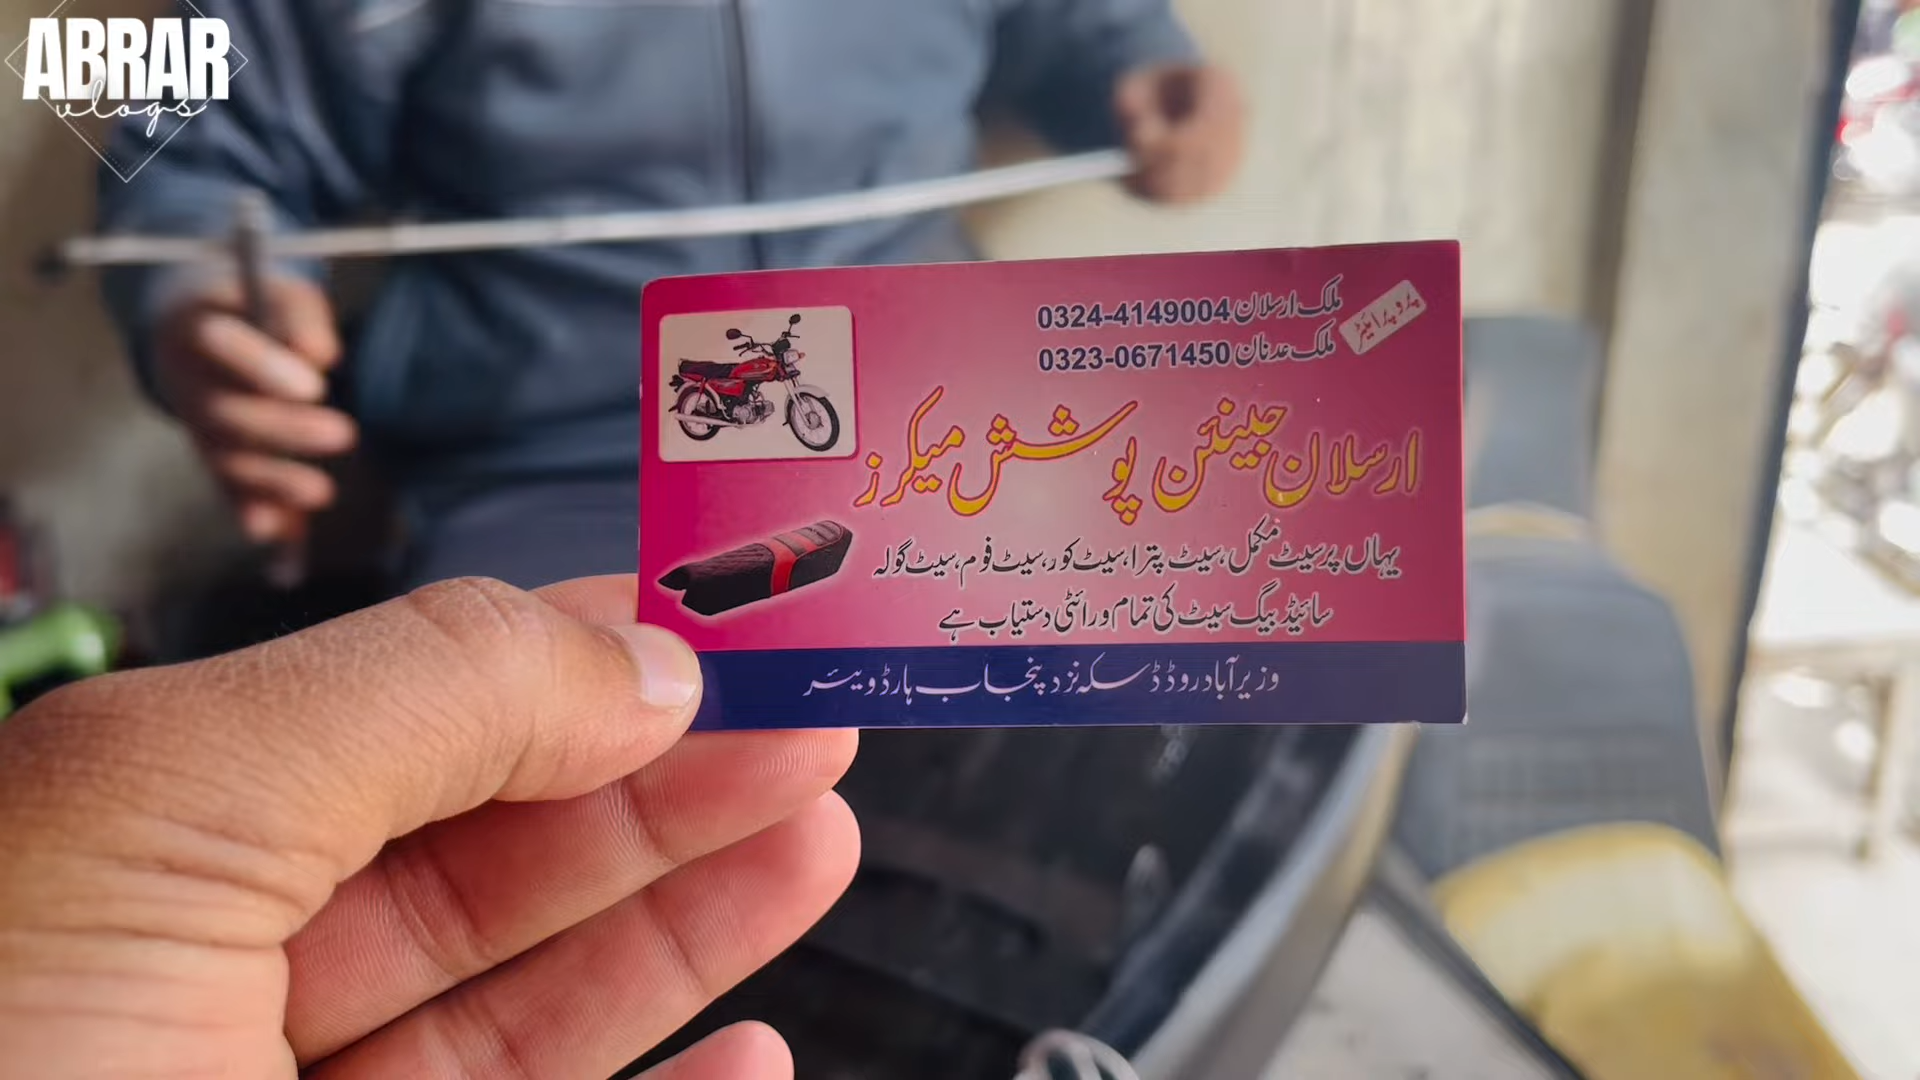 ABRAR
vlogs
پروپرائیٹر
ملک ارسلان 0324-4149004
ملک عدنان 0323-0671450
ارسلان جینئن پوشش میکرز
یہاں پر سیٹ مکمل، سیٹ پترا، سیٹ کور، سیٹ فوم، سیٹ گولہ
سائیڈ بیگ سیٹ کی تمام ورائٹی دستیاب ہے
وزیرآباد روڈ ڈسکہ نزد پنجاب ہارڈویئر